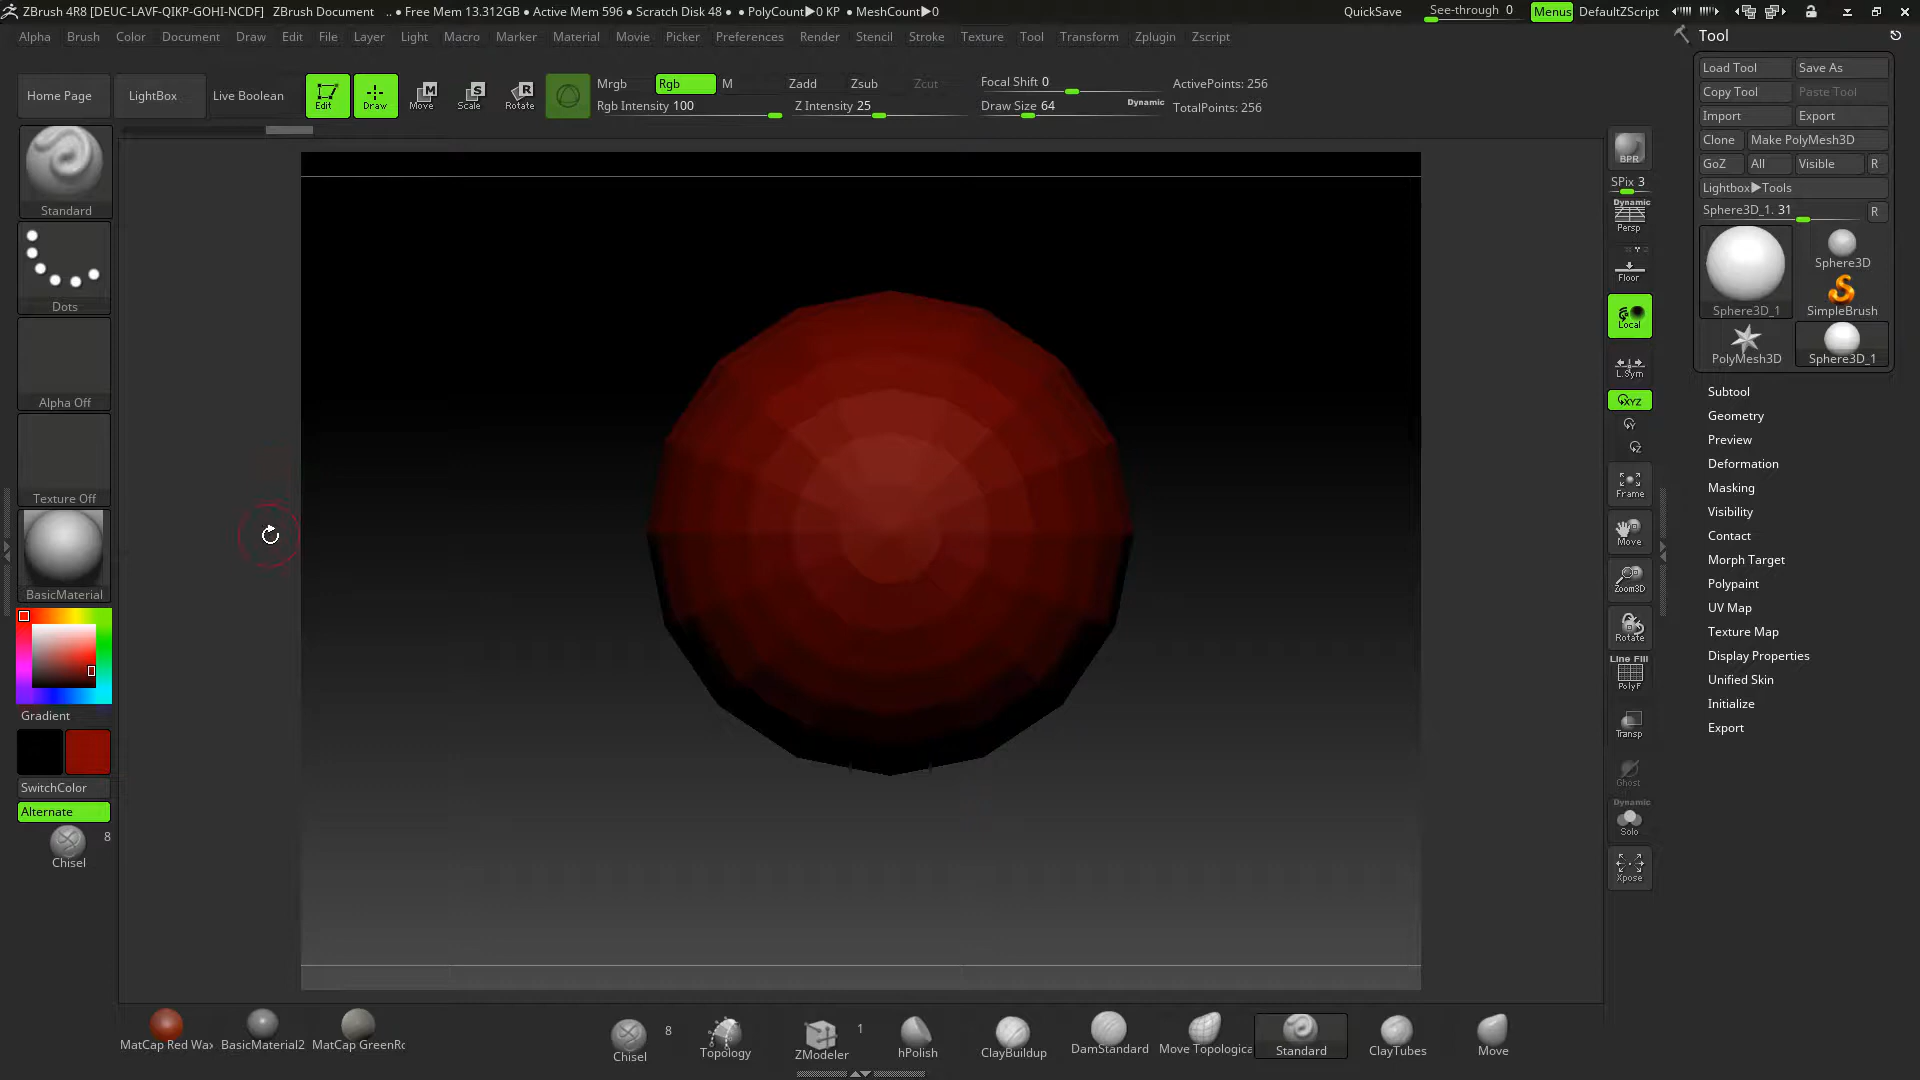 ZBrush 4R8 [DEUC-LAVF-QIKP-GOHI-NCDF] ZBrush Document .. • Free Mem 13.312GB • Active Mem 596 • Scratch Disk 48 • PolyCount▶0 KP • MeshCount▶0 QuickSave See-through 0 Menus DefaultZScript
Alpha Brush Color Document Draw Edit File Layer Light Macro Marker Material Movie Picker Preferences Render Stencil Stroke Texture Tool Transform Zplugin Zscript
Tool
Load Tool Save As
Copy Tool Paste Tool
Import Export
Clone Make PolyMesh3D
GoZ All Visible R
Lightbox▶Tools
Sphere3D_1. 31 R
Sphere3D_1
Sphere3D
SimpleBrush
PolyMesh3D
Sphere3D_1
Subtool
Geometry
Preview
Deformation
Masking
Visibility
Contact
Morph Target
Polypaint
UV Map
Texture Map
Display Properties
Unified Skin
Initialize
Export
Home Page LightBox Live Boolean Edit Draw Move Scale Rotate
M S R
Mrgb Rgb M Zadd Zsub Zcut
Rgb Intensity 100 Z Intensity 25
Focal Shift 0
Draw Size 64 Dynamic
ActivePoints: 256
TotalPoints: 256
Standard
Dots
Alpha Off
Texture Off
BasicMaterial
Gradient
SwitchColor
Alternate
8
Chisel
BPR
SPix 3
Dynamic
Persp
Floor
Local
L.Sym
XYZ
Y
Z
Frame
Move
Zoom3D
Rotate
Line Fill
PolyF
Transp
Ghost
Dynamic
Solo
Xpose
MatCap Red Wax BasicMaterial2 MatCap GreenRo
Chisel 8 Topology ZModeler 1 hPolish ClayBuildup DamStandard Move Topologica Standard ClayTubes Move